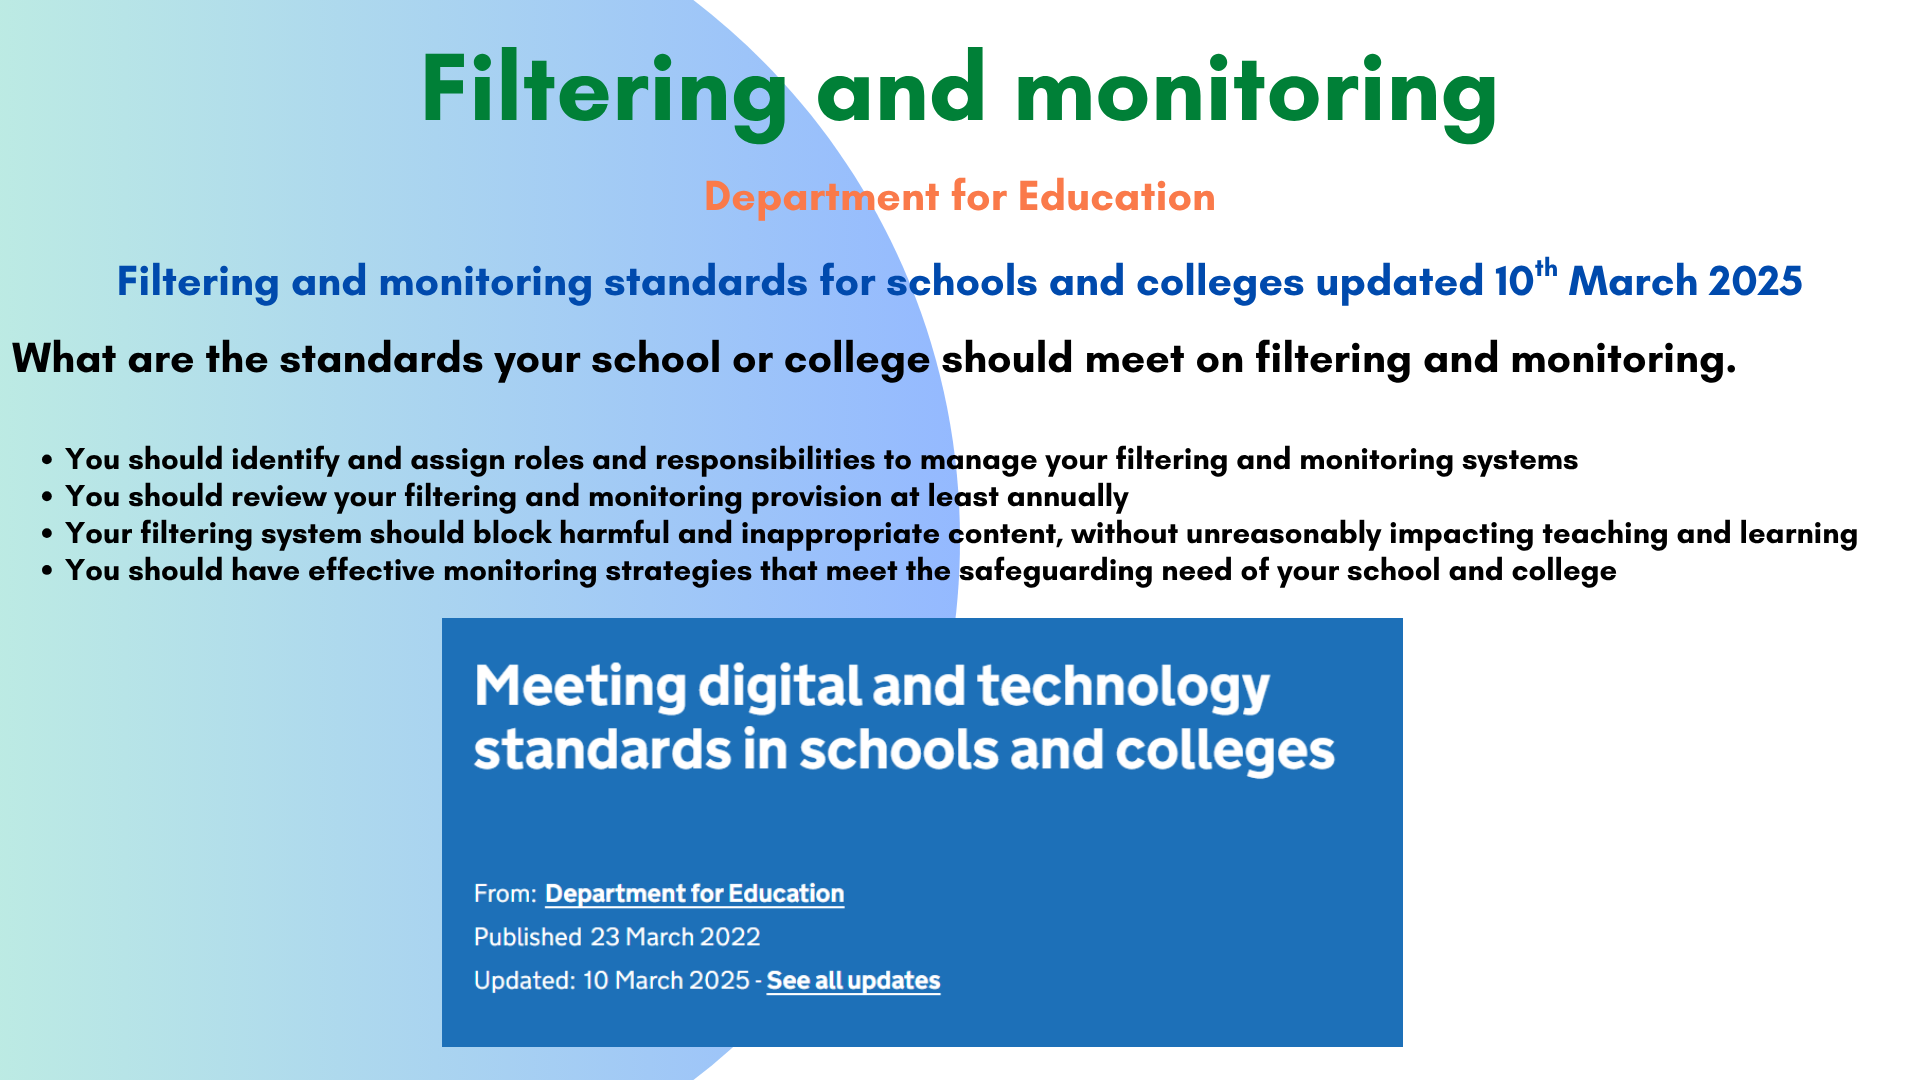 Filtering and monitoring
Department for Education
Filtering and monitoring standards for schools and colleges updated 10th March 2025
What are the standards your school or college should meet on filtering and monitoring.
• You should identify and assign roles and responsibilities to manage your filtering and monitoring systems
• You should review your filtering and monitoring provision at least annually
• Your filtering system should block harmful and inappropriate content, without unreasonably impacting teaching and learning
• You should have effective monitoring strategies that meet the safeguarding need of your school and college
Meeting digital and technology
standards in schools and colleges
From: Department for Education
Published 23 March 2022
Updated: 10 March 2025 - See all updates